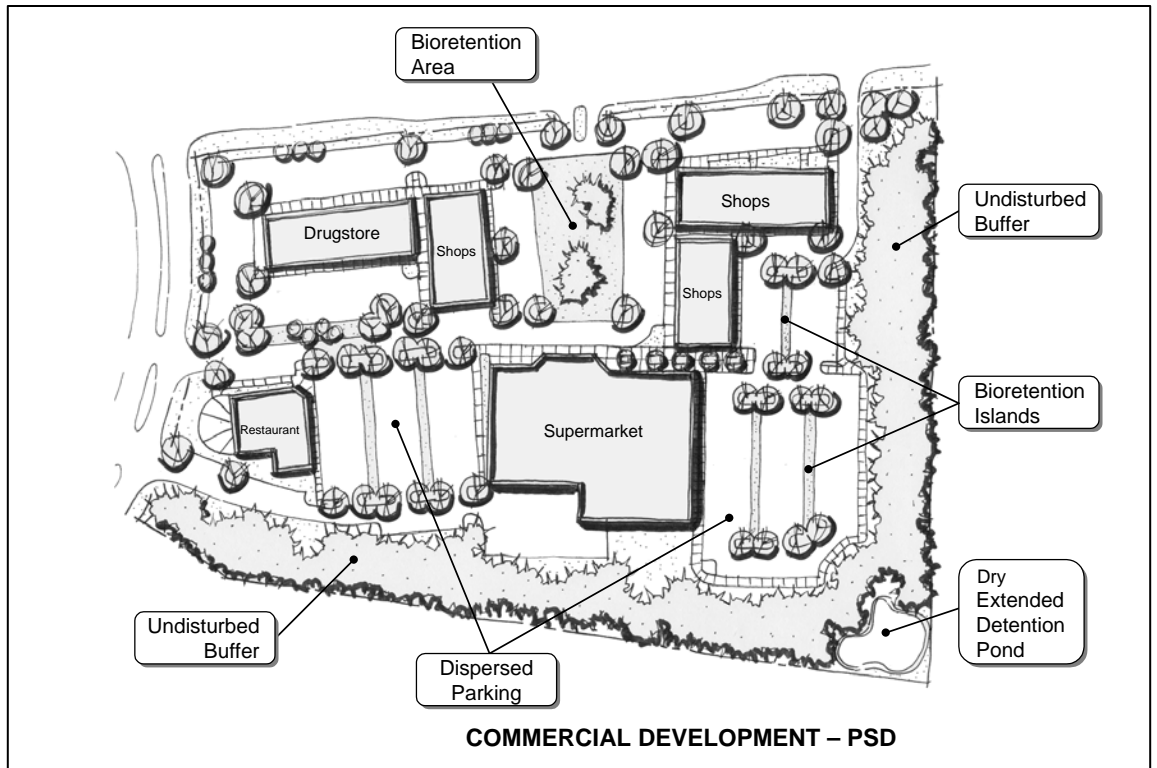 Bioretention
Area
Shops
Undisturbed
Buffer
Drugstore
Shops
Shops
Bioretention
Islands
Restaurant
Supermarket
Dry
Extended
Detention
Pond
Undisturbed
Buffer
Dispersed
Parking
COMMERCIAL DEVELOPMENT – PSD